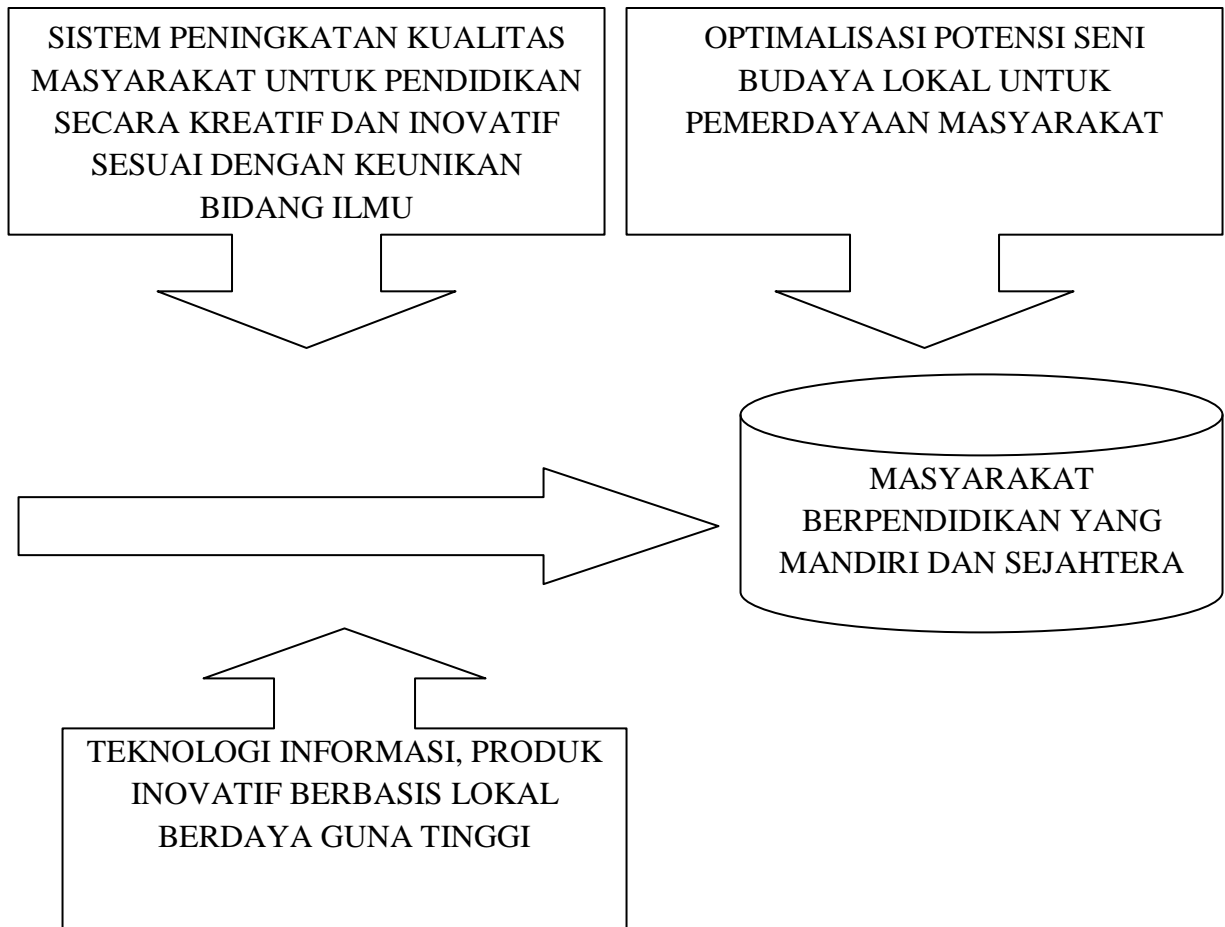 SISTEM PENINGKATAN KUALITAS
MASYARAKAT UNTUK PENDIDIKAN
SECARA KREATIF DAN INOVATIF
SESUAI DENGAN KEUNIKAN
BIDANG ILMU
OPTIMALISASI POTENSI SENI
BUDAYA LOKAL UNTUK
PEMERDAYAAN MASYARAKAT
MASYARAKAT
BERPENDIDIKAN YANG
MANDIRI DAN SEJAHTERA
TEKNOLOGI INFORMASI, PRODUK
INOVATIF BERBASIS LOKAL
BERDAYA GUNA TINGGI